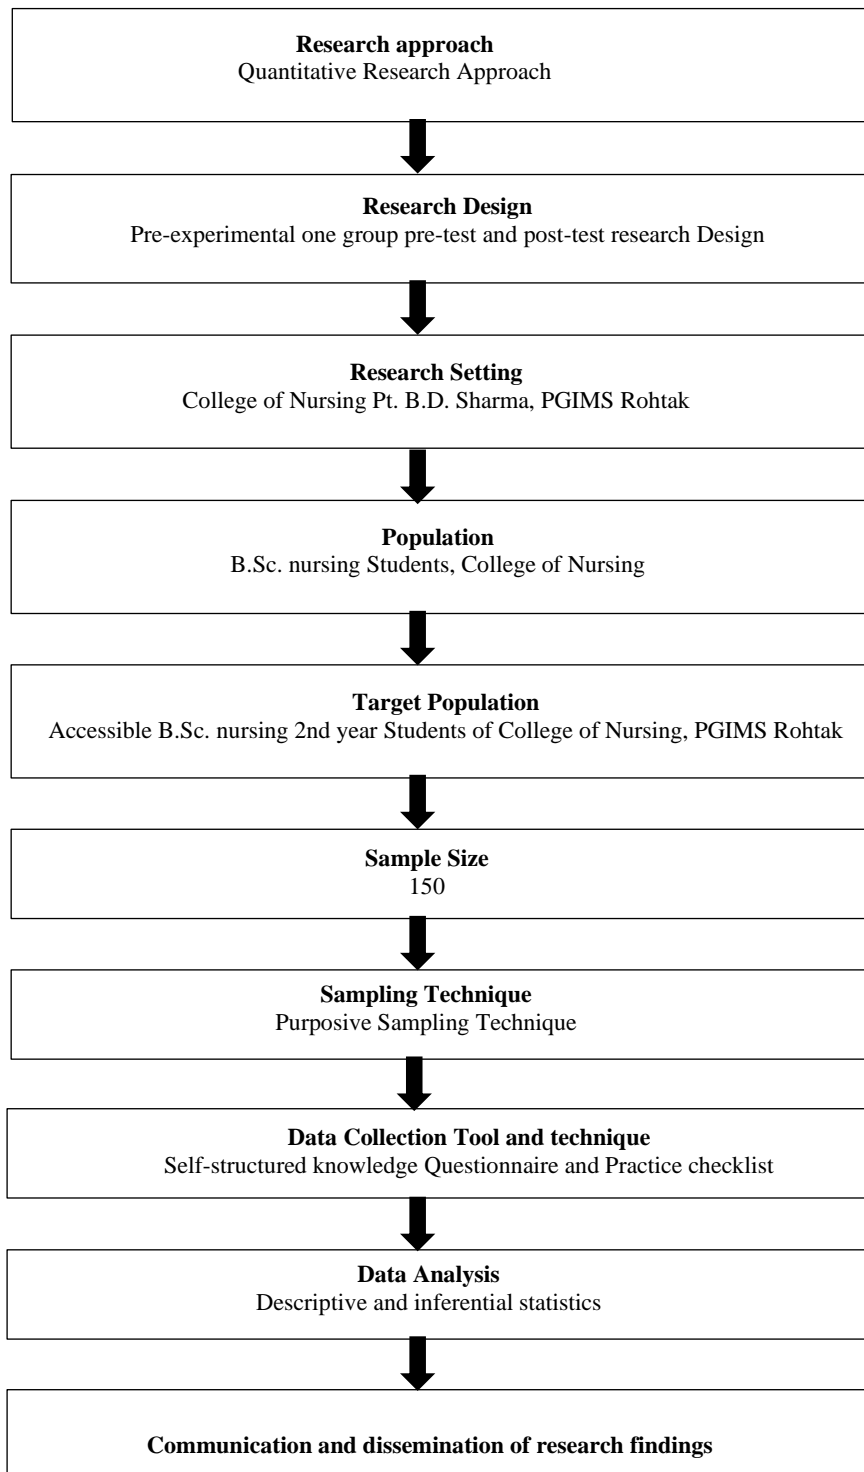 Research approach
Quantitative Research Approach
Research Design
Pre-experimental one group pre-test and post-test research Design
Research Setting
College of Nursing Pt. B.D. Sharma, PGIMS Rohtak
Population
B.Sc. nursing Students, College of Nursing
Target Population
Accessible B.Sc. nursing 2nd year Students of College of Nursing, PGIMS Rohtak
Sample Size
150
Sampling Technique
Purposive Sampling Technique
Data Collection Tool and technique
Self-structured knowledge Questionnaire and Practice checklist
Data Analysis
Descriptive and inferential statistics
Communication and dissemination of research findings